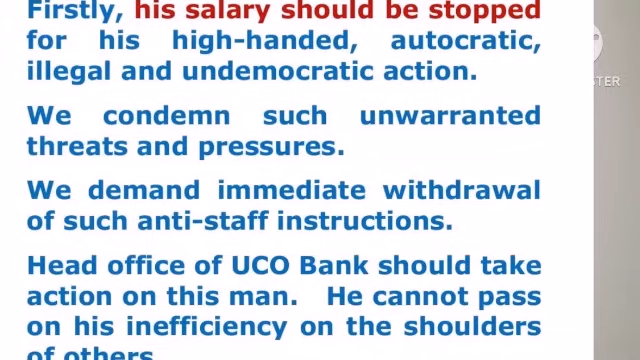 Firstly, his salary should be stopped
for his high-handed, autocratic,
illegal and undemocratic action.
We condemn such unwarranted
threats and pressures.
We demand immediate withdrawal
of such anti-staff instructions.
Head office of UCO Bank should take
action on this man. He cannot pass
on his inefficiency on the shoulders
of others